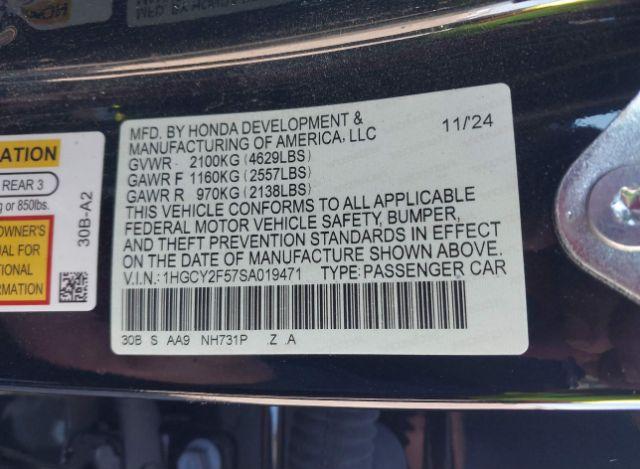 MFD. BY HONDA DEVELOPMENT &
MANUFACTURING OF AMERICA, LLC 11/'24
GVWR - 2100KG (4629LBS)
GAWR F 1160KG (2557LBS)
GAWR R 970KG (2138LBS)
THIS VEHICLE CONFORMS TO ALL APPLICABLE
FEDERAL MOTOR VEHICLE SAFETY, BUMPER,
AND THEFT PREVENTION STANDARDS IN EFFECT
ON THE DATE OF MANUFACTURE SHOWN ABOVE.
V.I.N.: 1HGCY2F57SA019471 TYPE: PASSENGER CAR
30B S AA9 NH731P Z A
ATION
REAR 3
or 850lbs.
OWNER'S
MANUAL FOR
TIONAL
MATION
30B-A2